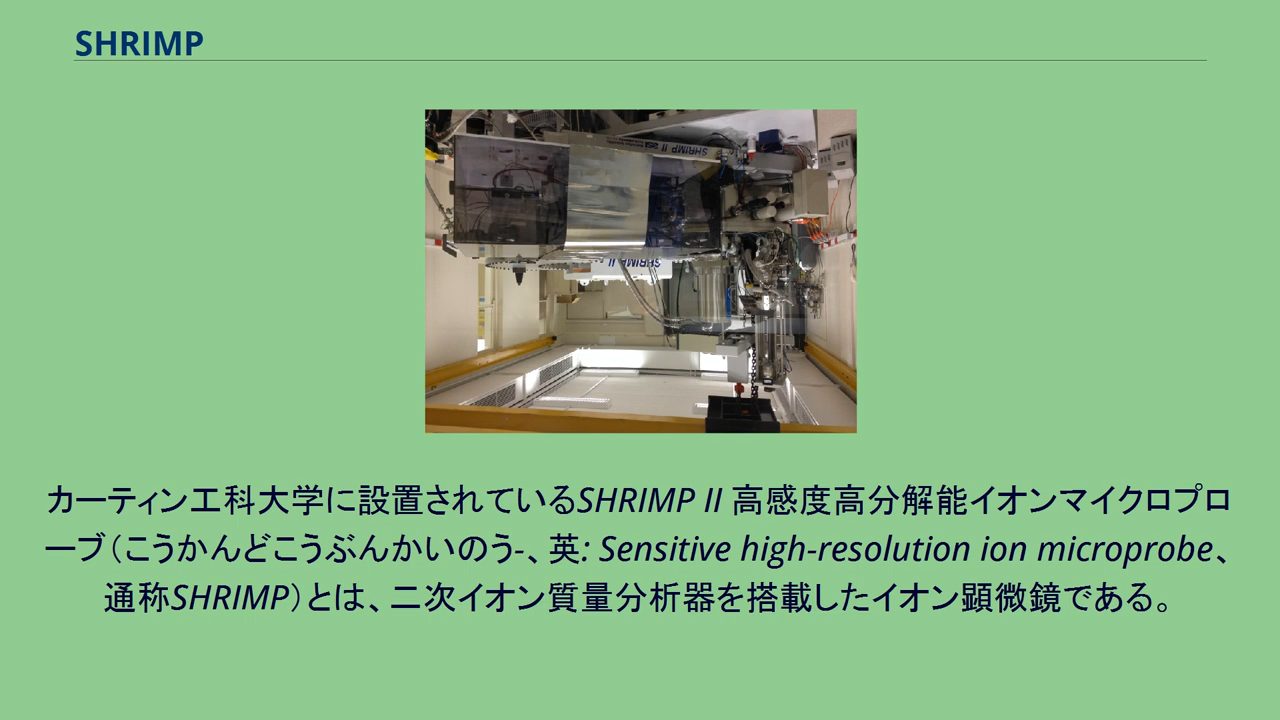 SHRIMP
SHRIMP II
SHRIMP II
カーティン工科大学に設置されているSHRIMP II 高感度高分解能イオンマイクロプロ
ーブ（こうかんどこうぶんかいのう-、英: Sensitive high-resolution ion microprobe、
通称SHRIMP）とは、二次イオン質量分析器を搭載したイオン顕微鏡である。